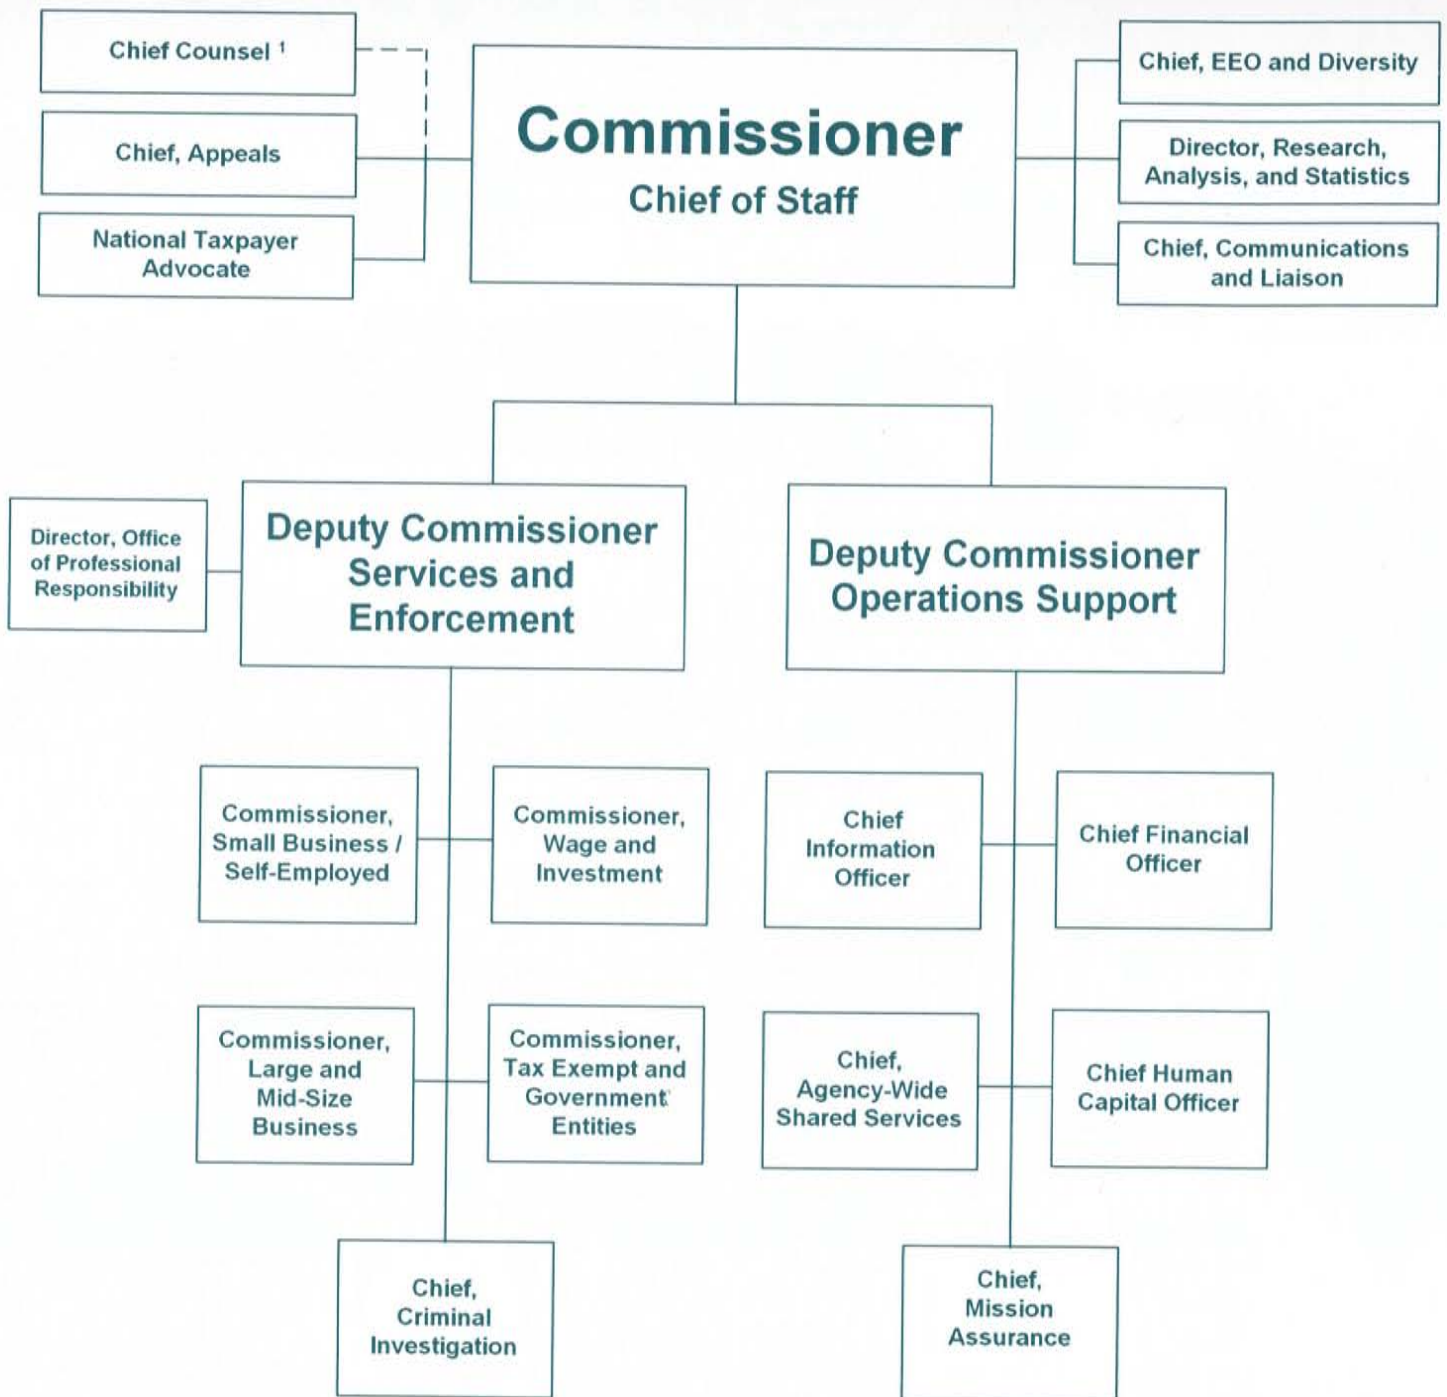 Chief Counsel ¹
Chief, Appeals
National Taxpayer
Advocate
Commissioner
Chief of Staff
Chief, EEO and Diversity
Director, Research,
Analysis, and Statistics
Chief, Communications
and Liaison
Director, Office
of Professional
Responsibility
Deputy Commissioner
Services and
Enforcement
Deputy Commissioner
Operations Support
Commissioner,
Small Business /
Self-Employed
Commissioner,
Wage and
Investment
Chief
Information
Officer
Chief Financial
Officer
Commissioner,
Large and
Mid-Size
Business
Commissioner,
Tax Exempt and
Government
Entities
Chief,
Agency-Wide
Shared Services
Chief Human
Capital Officer
Chief,
Criminal
Investigation
Chief,
Mission
Assurance